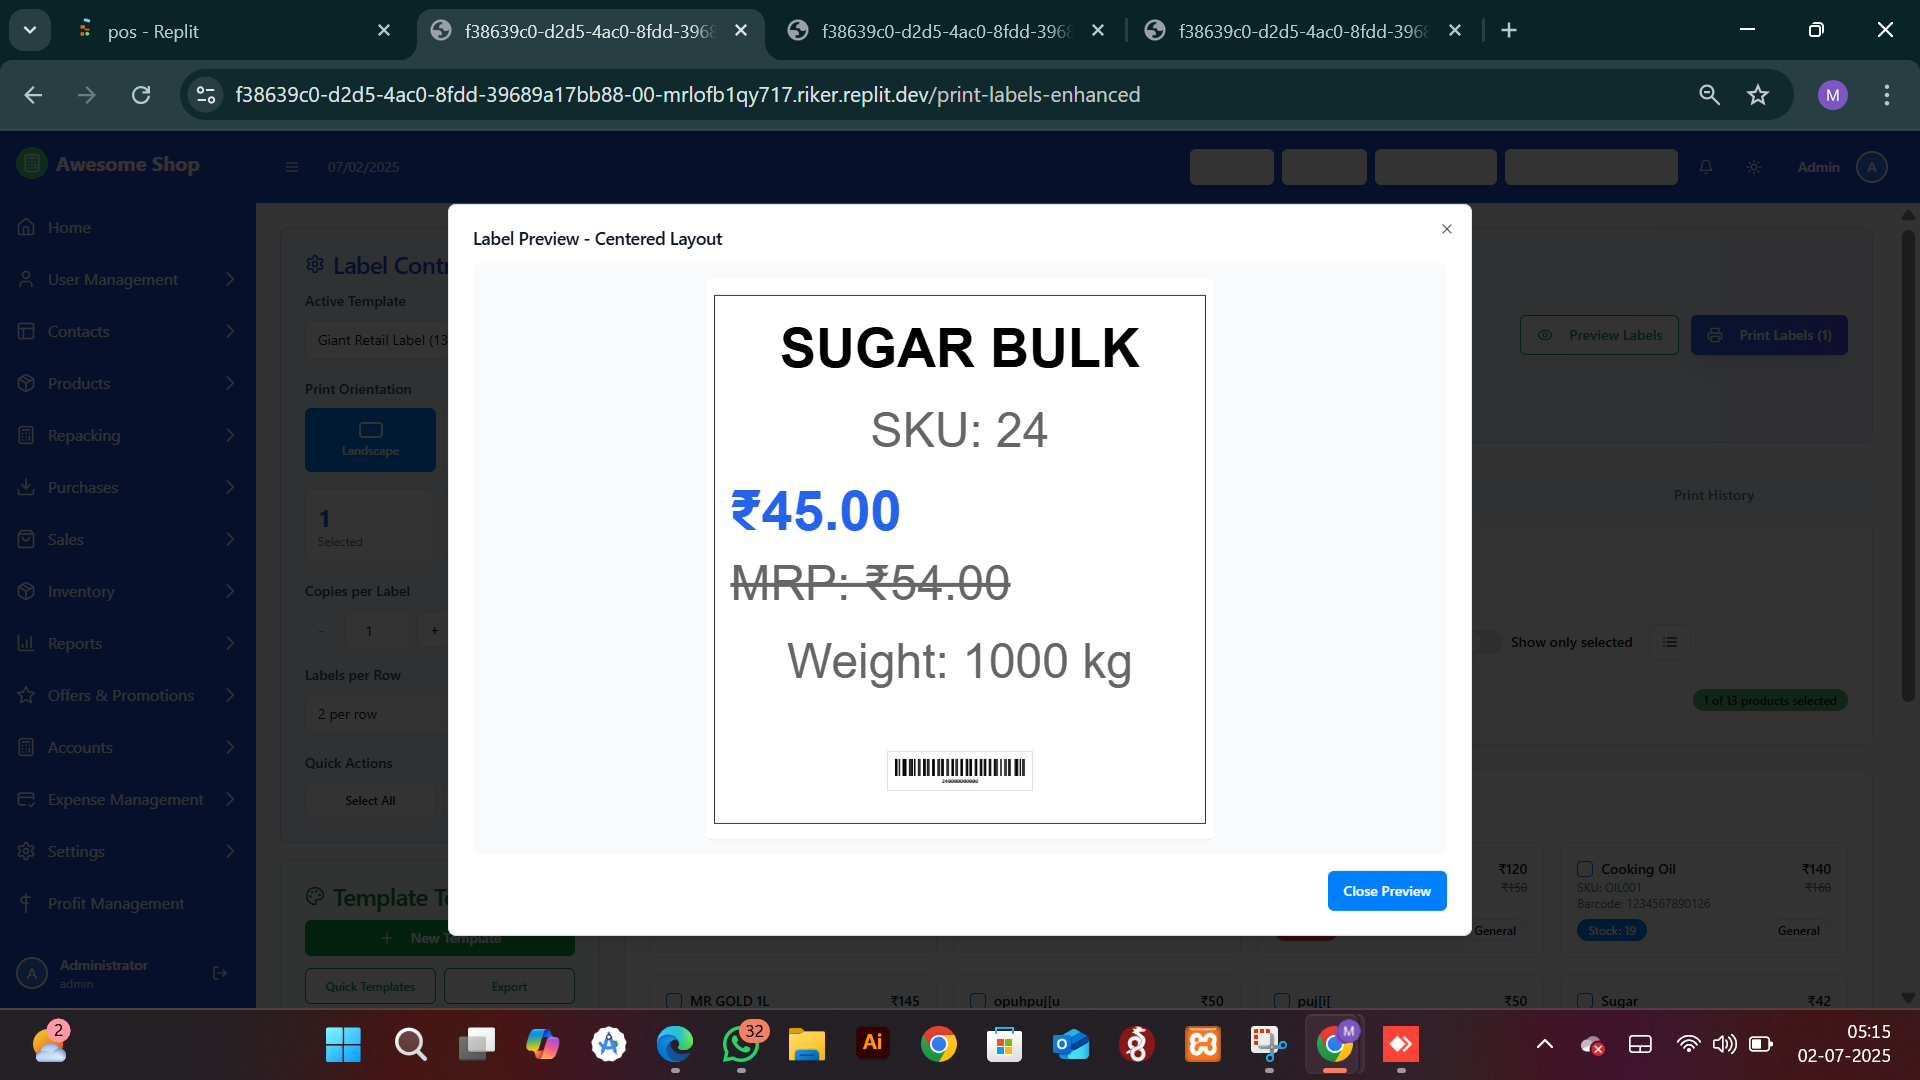 pos - Replit
f38639c0-d2d5-4ac0-8fdd-3968
f38639c0-d2d5-4ac0-8fdd-3968
f38639c0-d2d5-4ac0-8fdd-3968
f38639c0-d2d5-4ac0-8fdd-39689a17bb88-00-mrlofb1qy717.riker.replit.dev/print-labels-enhanced
M
Awesome Shop
07/02/2025
Admin
A
Home
User Management
Contacts
Products
Repacking
Purchases
Sales
Inventory
Reports
Offers & Promotions
Accounts
Expense Management
Settings
Profit Management
A
Administrator
admin
Label Contr
Active Template
Giant Retail Label (13
Print Orientation
Landscape
1
Selected
Copies per Label
- 1 +
Labels per Row
2 per row
Quick Actions
Select All
Template Te
+ New Template
Quick Templates
Export
Label Preview - Centered Layout
SUGAR BULK
SKU: 24
₹45.00
MRP: ₹54.00
Weight: 1000 kg
240000000000
Close Preview
Preview Labels
Print Labels (1)
Print History
Show only selected
1 of 13 products selected
₹120
₹150
General
Cooking Oil
₹140
SKU: OIL001
₹160
Barcode: 1234567890126
Stock: 19
General
MR GOLD 1L
₹145
opuhpuj[u
₹50
puj[i[
₹50
Sugar
₹42
2
Ai
32
M
05:15
02-07-2025